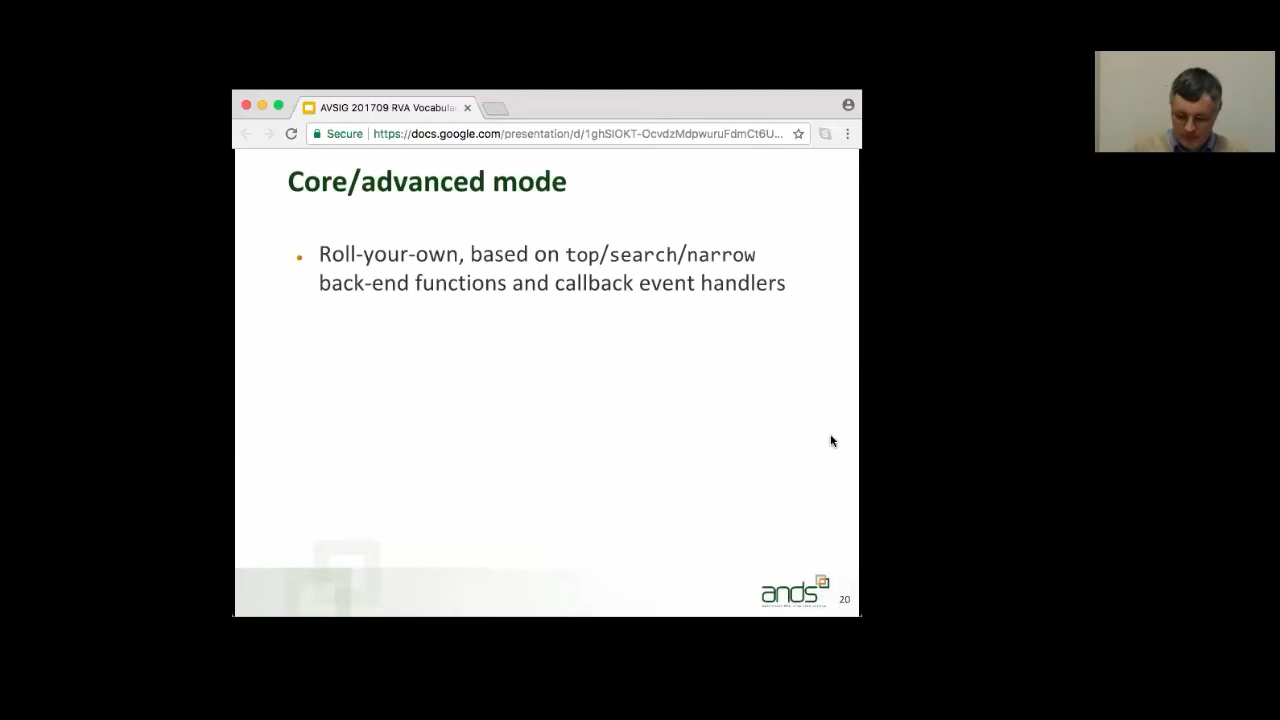 AVSIG 201709 RVA Vocabula
Secure https://docs.google.com/presentation/d/1ghSIOKT-OcvdzMdpwuruFdmCt6U...
Core/advanced mode
• Roll-your-own, based on top/search/narrow
back-end functions and callback event handlers
ands
20